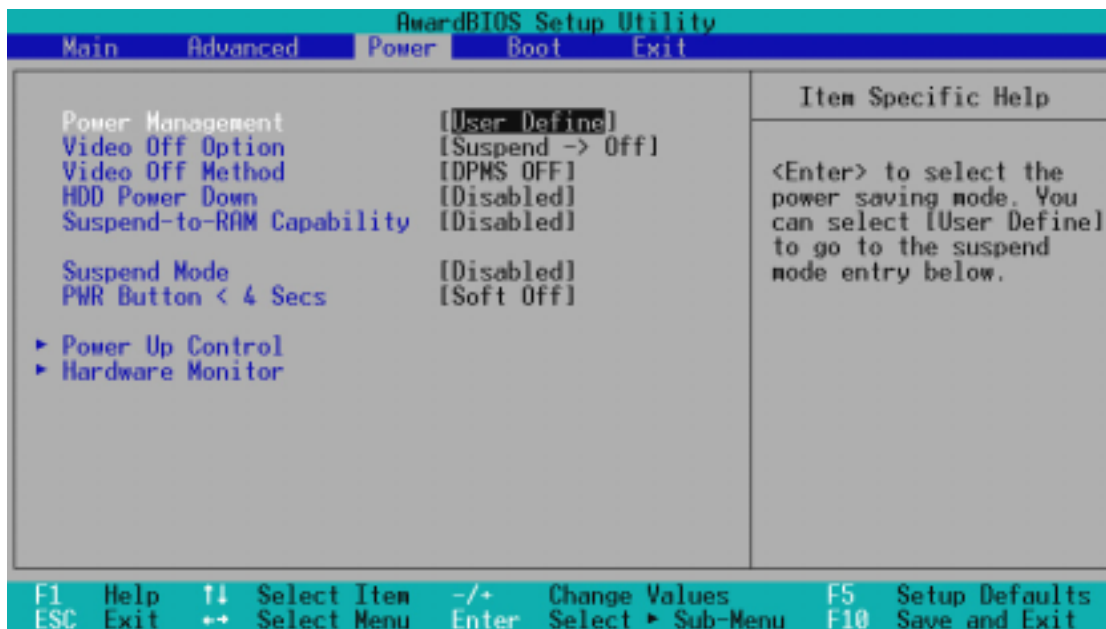 AwardBIOS Setup Utility
Main Advanced Power Boot Exit
Power Management [User Define]
Video Off Option [Suspend -> Off]
Video Off Method [DPMS OFF]
HDD Power Down [Disabled]
Suspend-to-RAM Capability [Disabled]
Suspend Mode [Disabled]
PWR Button < 4 Secs [Soft Off]
▸ Power Up Control
▸ Hardware Monitor
Item Specific Help
<Enter> to select the
power saving mode. You
can select [User Define]
to go to the suspend
mode entry below.
F1 Help ↑↓ Select Item -/+ Change Values F5 Setup Defaults
ESC Exit ←→ Select Menu Enter Select ▸ Sub-Menu F10 Save and Exit